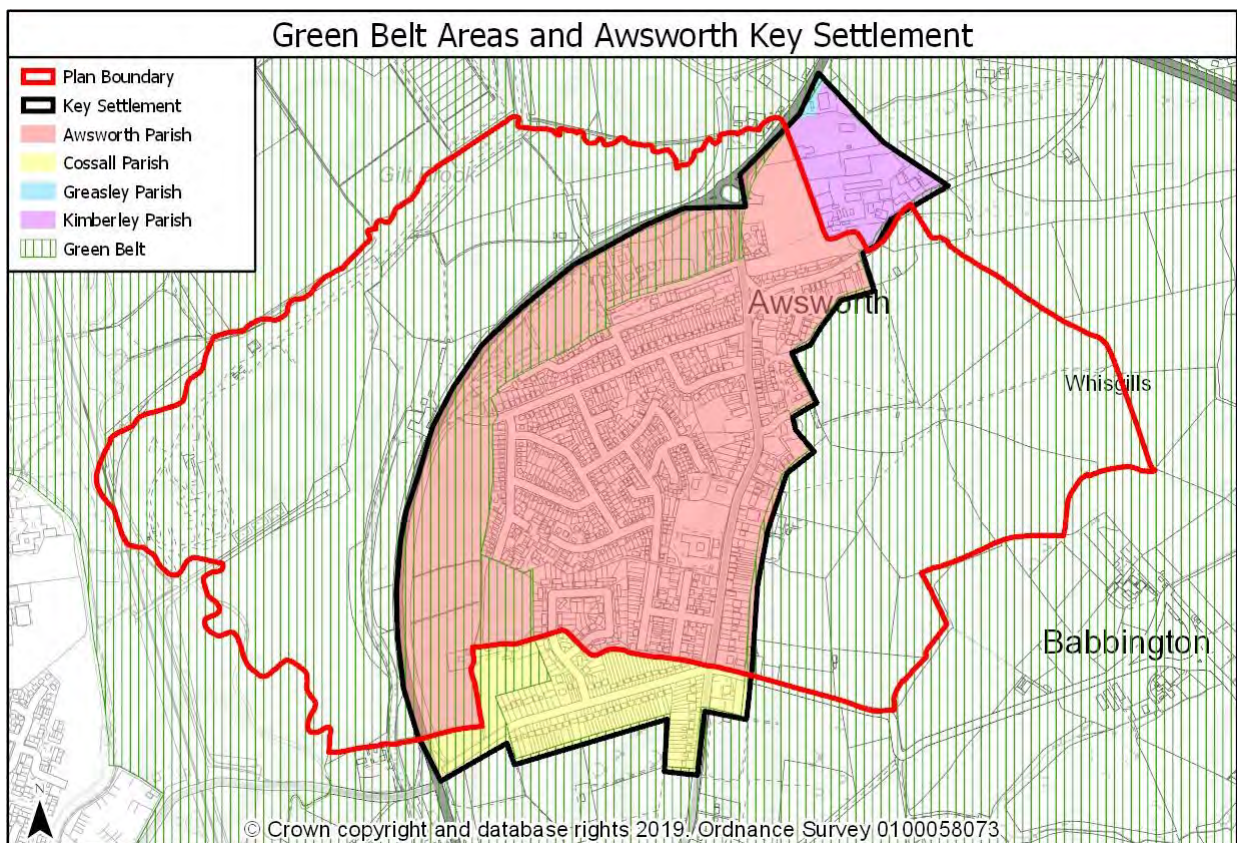 Green Belt Areas and Awsworth Key Settlement
Plan Boundary
Key Settlement
Awsworth Parish
Cossall Parish
Greasley Parish
Kimberley Parish
Green Belt
Gilt Brook
Awsworth
Whisgills
Babbington
N
© Crown copyright and database rights 2019. Ordnance Survey 0100058073